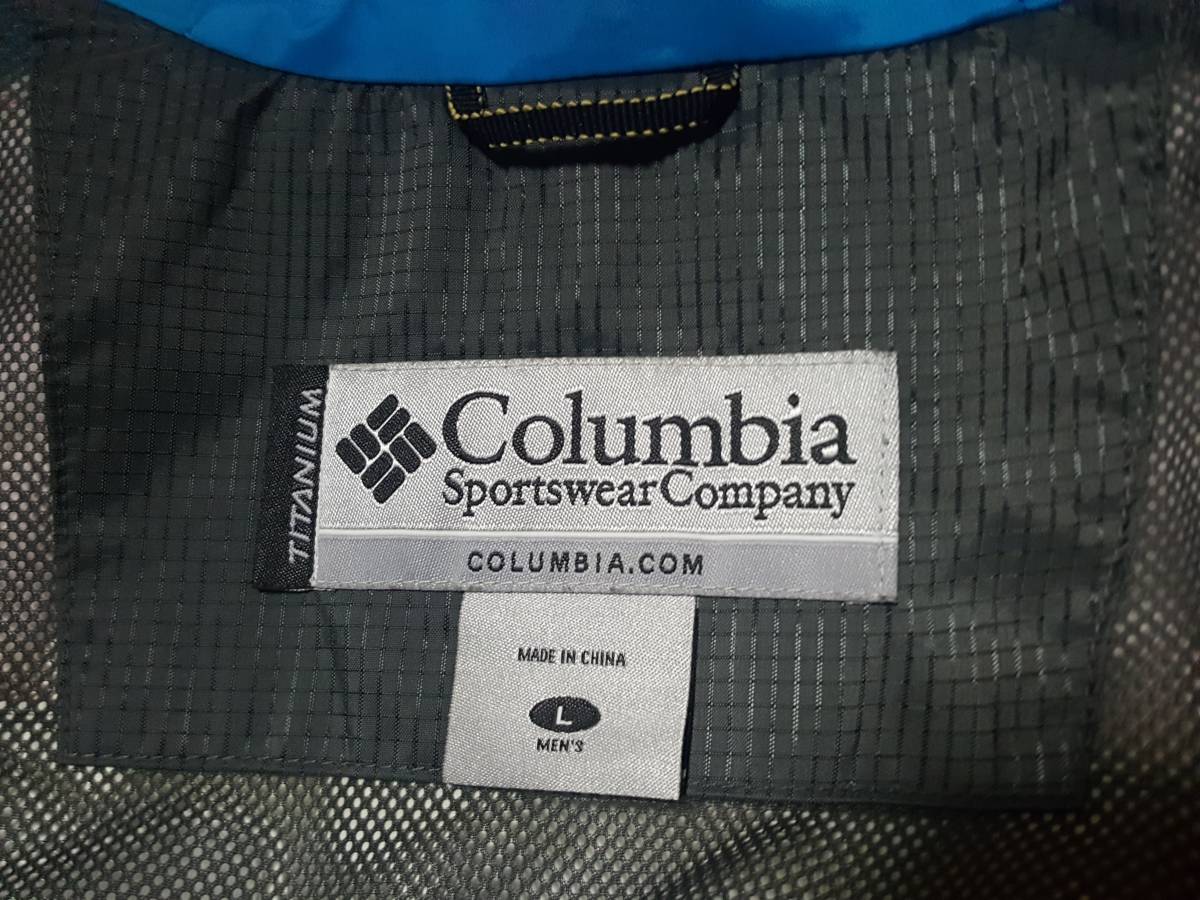 TITANIUM
Columbia
Sportswear Company
COLUMBIA.COM
MADE IN CHINA
L
MEN'S